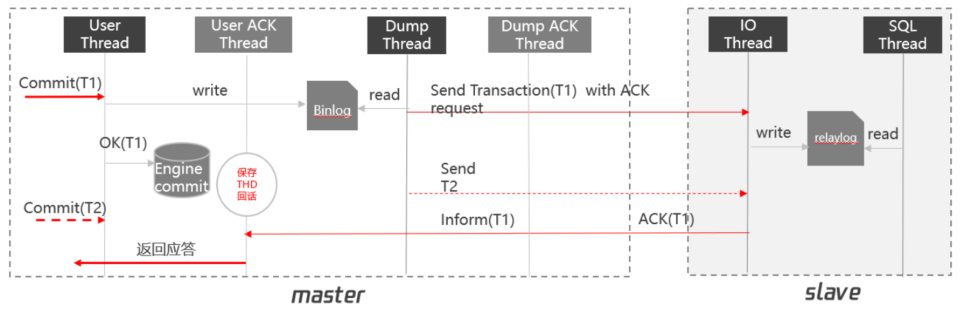 User
Thread
User ACK
Thread
Dump
Thread
Dump ACK
Thread
IO
Thread
SQL
Thread
Commit(T1)
write
Binlog
read
Send Transaction(T1) with ACK
request
OK(T1)
Engine
commit
保存
THD
回话
write
relaylog
read
Send
T2
Commit(T2)
Inform(T1)
ACK(T1)
返回应答
master
slave